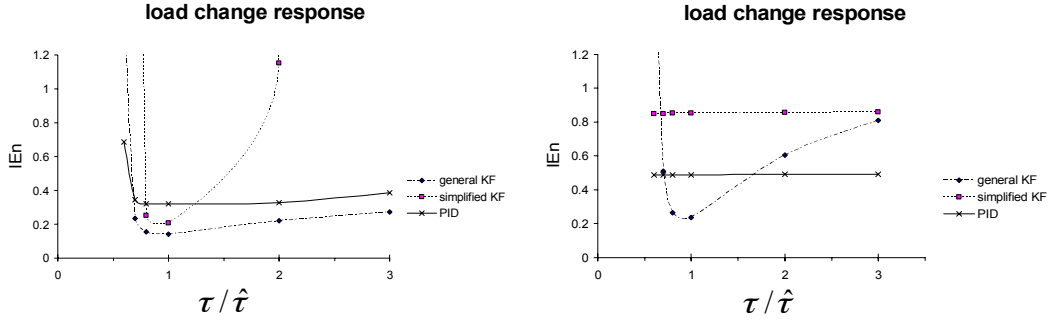 load change response
1.2
1
0.8
0.6
0.4
0.2
0
IEn
0 1 2 3
τ/τ̂
general KF
simplified KF
PID
load change response
1.2
1
0.8
0.6
0.4
0.2
0
IEn
0 1 2 3
τ/τ̂
general KF
simplified KF
PID